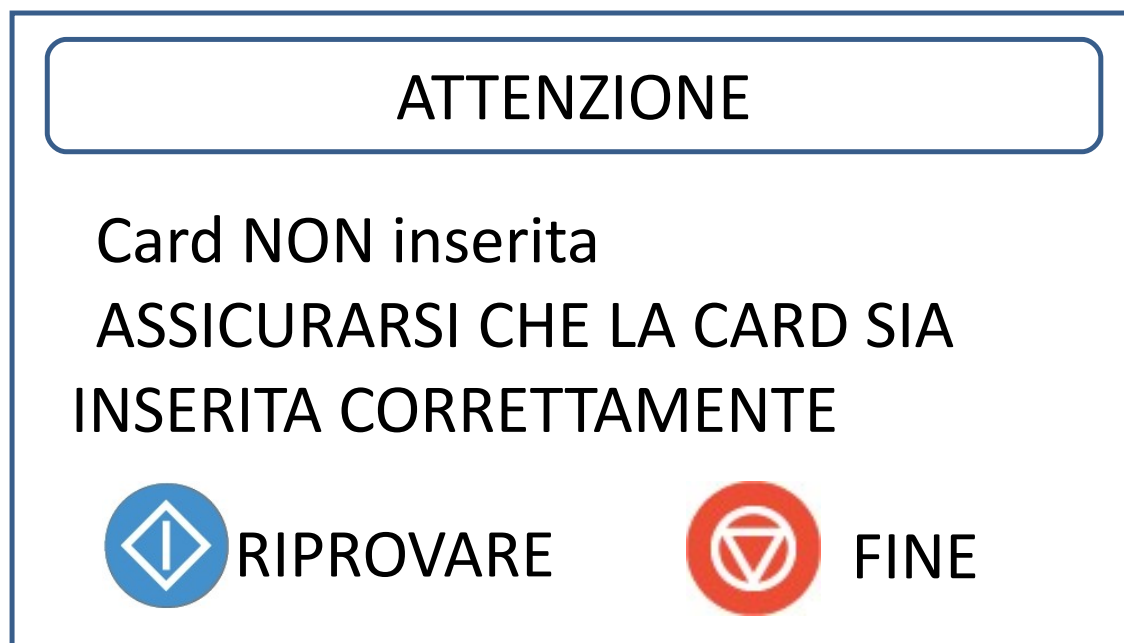 ATTENZIONE
Card NON inserita
ASSICURARSI CHE LA CARD SIA
INSERITA CORRETTAMENTE
RIPROVARE FINE